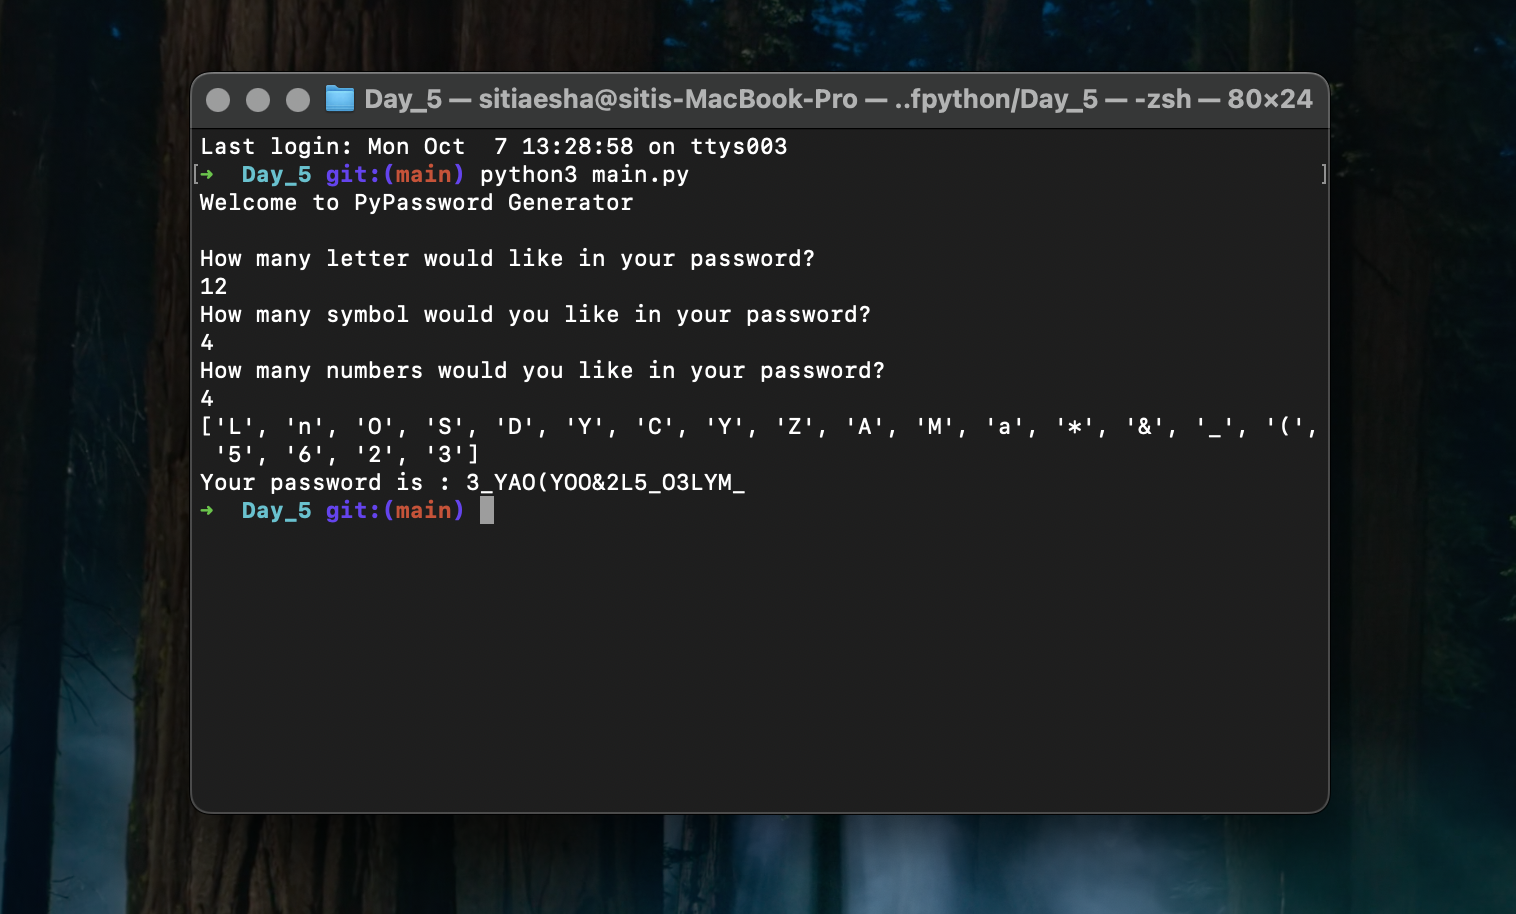 Day_5 — sitiaesha@sitis-MacBook-Pro — ..fpython/Day_5 — -zsh — 80×24
Last login: Mon Oct  7 13:28:58 on ttys003
[➜  Day_5 git:(main) python3 main.py ]
Welcome to PyPassword Generator
How many letter would like in your password?
12
How many symbol would you like in your password?
4
How many numbers would you like in your password?
4
['L', 'n', 'O', 'S', 'D', 'Y', 'C', 'Y', 'Z', 'A', 'M', 'a', '*', '&', '_', '(',
 '5', '6', '2', '3']
Your password is : 3_YAO(YOO&2L5_O3LYM_
➜  Day_5 git:(main)